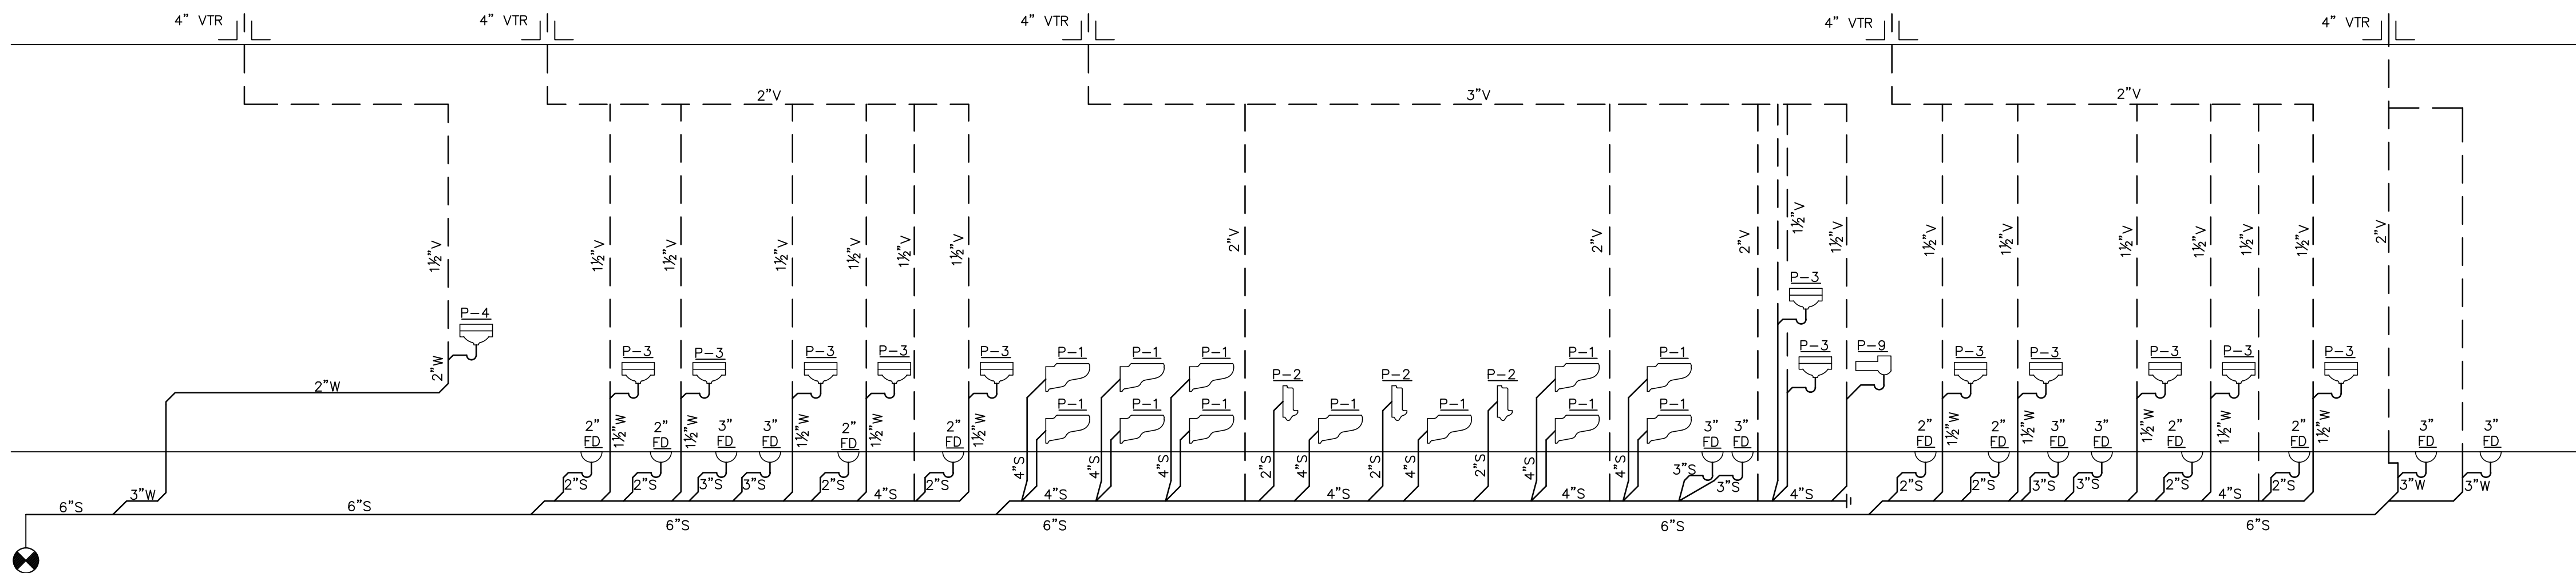 4" VTR
4" VTR
4" VTR
4" VTR
4" VTR
2"V
3"V
2"V
1½"V
1½"V
1½"V
1½"V
1½"V
1½"V
1½"V
2"V
2"V
2"V
1½"V
1½"V
1½"V
1½"V
1½"V
1½"V
1½"V
1½"V
2"V
P-3
P-4
P-3
P-3
P-3
P-3
P-3
P-1
P-1
P-1
P-1
P-1
P-3
P-9
P-3
P-3
P-3
P-3
P-3
2"W
2"W
P-2
P-2
P-2
P-1
P-1
P-1
P-1
P-1
P-1
P-1
2"
FD
1½"W
2"
FD
1½"W
3"
FD
3"
FD
1½"W
2"
FD
1½"W
2"
FD
1½"W
3"
FD
3"
FD
2"
FD
1½"W
2"
FD
1½"W
3"
FD
3"
FD
1½"W
2"
FD
1½"W
2"
FD
1½"W
3"
FD
3"
FD
2"S
2"S
3"S
3"S
2"S
2"S
4"S
4"S
4"S
2"S
4"S
2"S
4"S
2"S
4"S
4"S
3"S
3"S
2"S
2"S
3"S
3"S
2"S
2"S
3"W
3"W
3"W
4"S
4"S
4"S
4"S
4"S
4"S
6"S
6"S
6"S
6"S
6"S
6"S